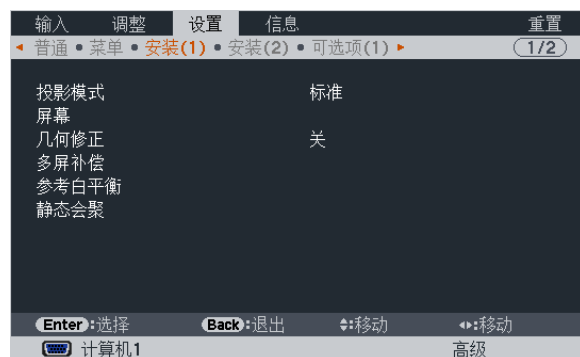 输入 调整 设置 信息 重置
普通 • 菜单 • 安装(1) • 安装(2) • 可选项(1) 1/2
投影模式 标准
屏幕
几何修正 关
多屏补偿
参考白平衡
静态会聚
Enter:选择 Back:退出 :移动 :移动
计算机1 高级